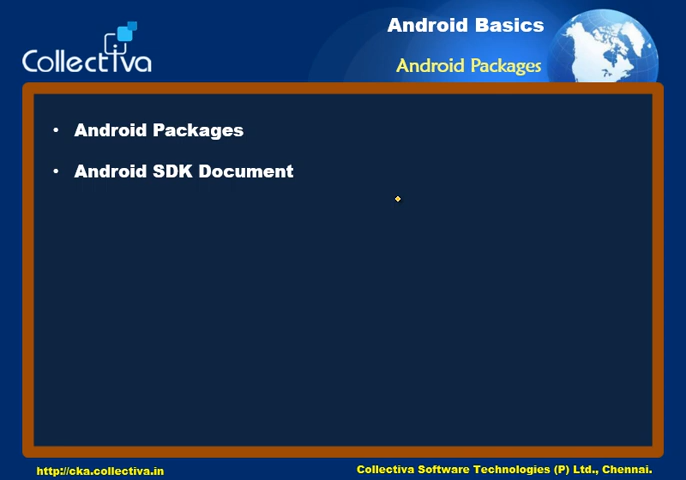 Android Basics
Collectiva
Android Packages
• Android Packages
• Android SDK Document
http://cka.collectiva.in
Collectiva Software Technologies (P) Ltd., Chennai.